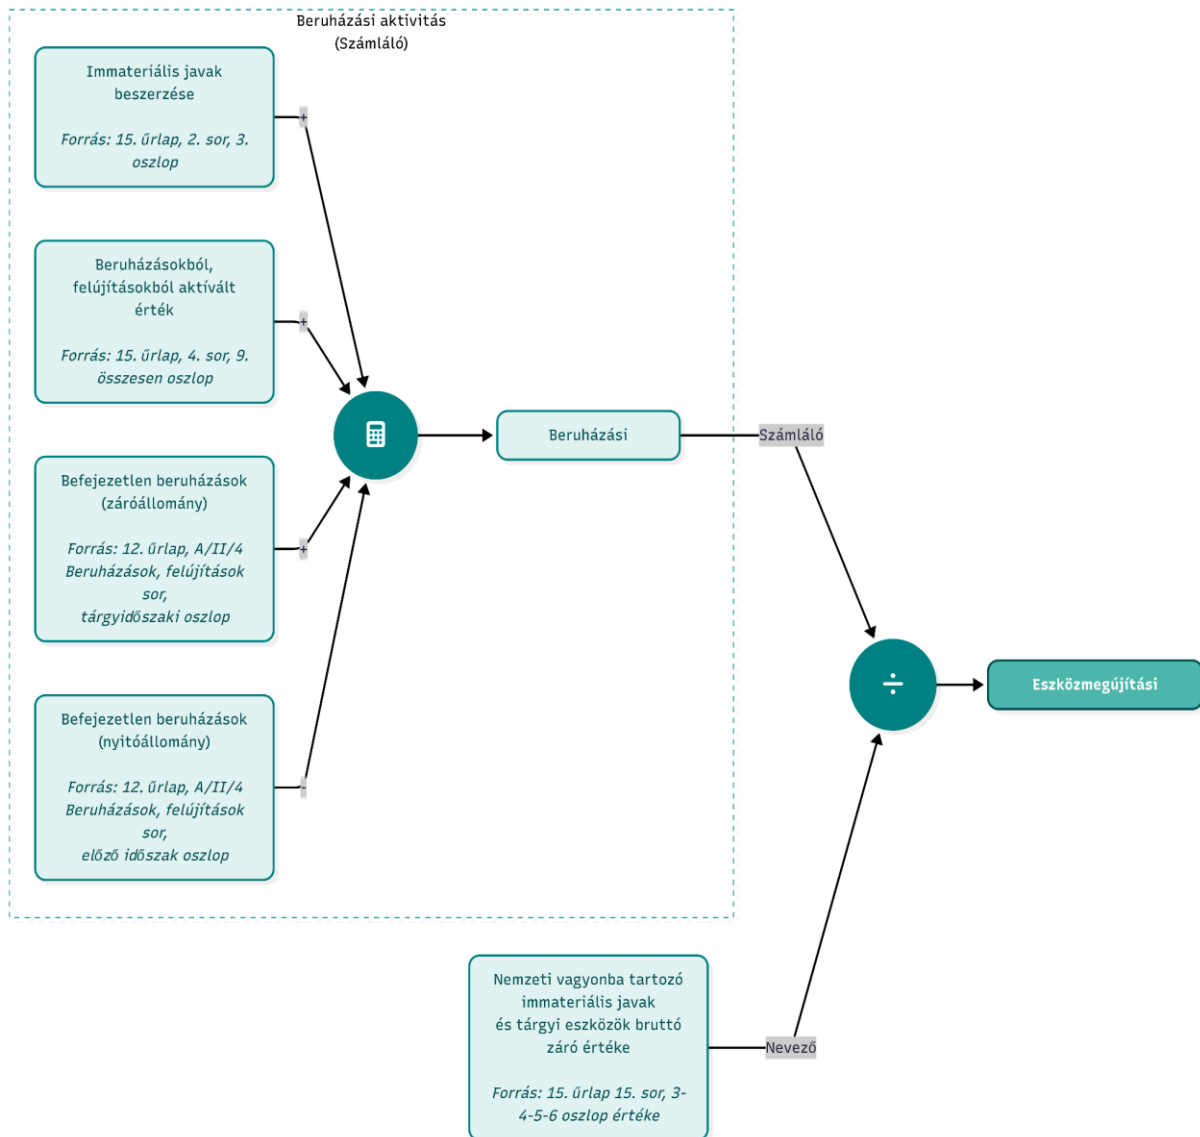 Beruházási aktivitás
(Számláló)
Immateriális javak
beszerzése
Forrás: 15. űrlap, 2. sor, 3.
oszlop
+
Beruházásokból,
felújításokból aktívált
érték
Forrás: 15. űrlap, 4. sor, 9.
összesen oszlop
+
Befejezetlen beruházások
(záróállomány)
Forrás: 12. űrlap, A/II/4
Beruházások, felújítások
sor,
tárgyidőszaki oszlop
+
Befejezetlen beruházások
(nyitóállomány)
Forrás: 12. űrlap, A/II/4
Beruházások, felújítások
sor,
előző időszak oszlop
-
Beruházási
Számláló
÷
Eszközmegújítási
Nemzeti vagyonba tartozó
immateriális javak
és tárgyi eszközök bruttó
záró értéke
Forrás: 15. űrlap 15. sor, 3-
4-5-6 oszlop értéke
Nevező